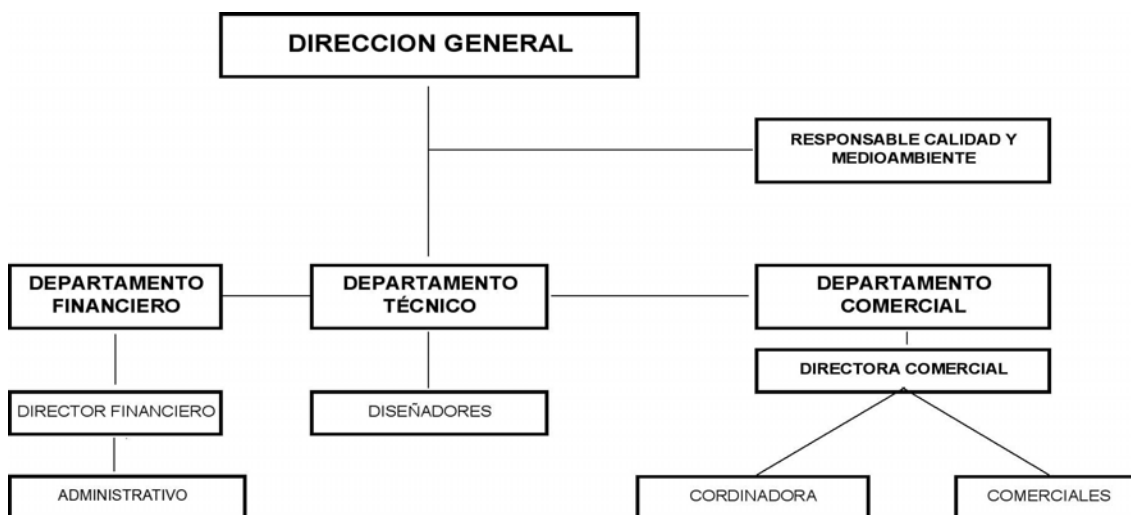 DIRECCION GENERAL
RESPONSABLE CALIDAD Y
MEDIOAMBIENTE
DEPARTAMENTO
FINANCIERO
DEPARTAMENTO
TÉCNICO
DEPARTAMENTO
COMERCIAL
DIRECTORA COMERCIAL
DIRECTOR FINANCIERO
DISEÑADORES
ADMINISTRATIVO
CORDINADORA
COMERCIALES